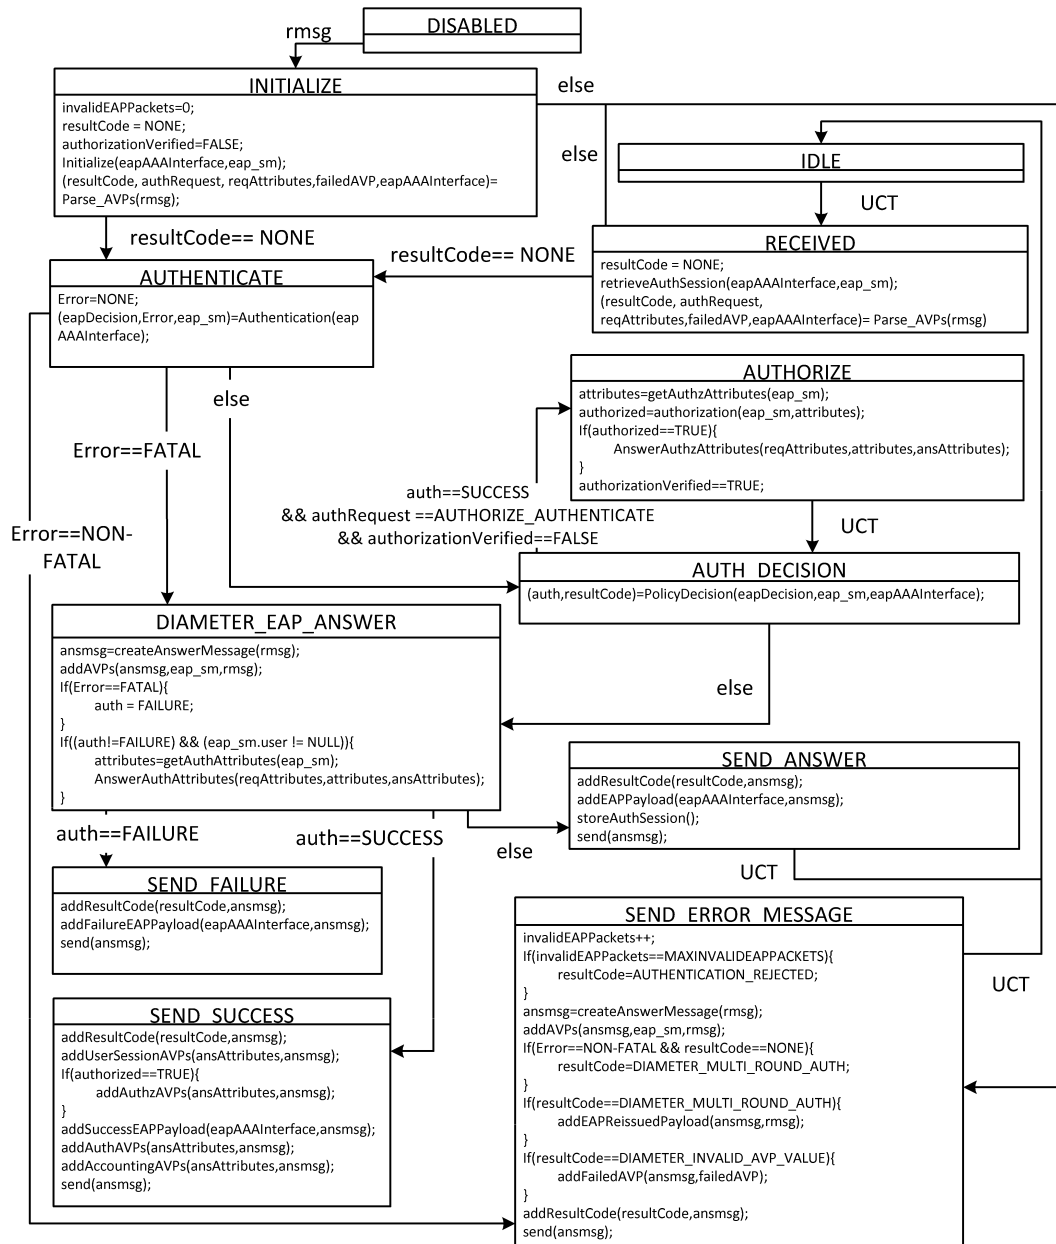 DISABLED
rmsg
INITIALIZE
invalidEAPPackets=0;
resultCode = NONE;
authorizationVerified=FALSE;
Initialize(eapAAAInterface,eap_sm);
(resultCode, authRequest, reqAttributes,failedAVP,eapAAAInterface)=
Parse_AVPs(rmsg);
else
else
IDLE
UCT
resultCode== NONE
RECEIVED
resultCode = NONE;
retrieveAuthSession(eapAAAInterface,eap_sm);
(resultCode, authRequest,
reqAttributes,failedAVP,eapAAAInterface)= Parse_AVPs(rmsg)
resultCode== NONE
AUTHENTICATE
Error=NONE;
(eapDecision,Error,eap_sm)=Authentication(eap
AAAInterface);
else
Error==FATAL
Error==NON-
FATAL
AUTHORIZE
attributes=getAuthzAttributes(eap_sm);
authorized=authorization(eap_sm,attributes);
If(authorized==TRUE){
AnswerAuthzAttributes(reqAttributes,attributes,ansAttributes);
}
authorizationVerified==TRUE;
auth==SUCCESS
&& authRequest ==AUTHORIZE_AUTHENTICATE
&& authorizationVerified==FALSE
UCT
AUTH_DECISION
(auth,resultCode)=PolicyDecision(eapDecision,eap_sm,eapAAAInterface);
else
DIAMETER_EAP_ANSWER
ansmsg=createAnswerMessage(rmsg);
addAVPs(ansmsg,eap_sm,rmsg);
If(Error==FATAL){
auth = FAILURE;
}
If((auth!=FAILURE) && (eap_sm.user != NULL)){
attributes=getAuthAttributes(eap_sm);
AnswerAuthAttributes(reqAttributes,attributes,ansAttributes);
}
auth==FAILURE
auth==SUCCESS
else
SEND_ANSWER
addResultCode(resultCode,ansmsg);
addEAPPayload(eapAAAInterface,ansmsg);
storeAuthSession();
send(ansmsg);
UCT
SEND_FAILURE
addResultCode(resultCode,ansmsg);
addFailureEAPPayload(eapAAAInterface,ansmsg);
send(ansmsg);
SEND_SUCCESS
addResultCode(resultCode,ansmsg);
addUserSessionAVPs(ansAttributes,ansmsg);
If(authorized==TRUE){
addAuthzAVPs(ansAttributes,ansmsg);
}
addSuccessEAPPayload(eapAAAInterface,ansmsg);
addAuthAVPs(ansAttributes,ansmsg);
addAccountingAVPs(ansAttributes,ansmsg);
send(ansmsg);
SEND_ERROR_MESSAGE
invalidEAPPackets++;
If(invalidEAPPackets==MAXINVALIDEAPPACKETS){
resultCode=AUTHENTICATION_REJECTED;
}
ansmsg=createAnswerMessage(rmsg);
addAVPs(ansmsg,eap_sm,rmsg);
If(Error==NON-FATAL && resultCode==NONE){
resultCode=DIAMETER_MULTI_ROUND_AUTH;
}
If(resultCode==DIAMETER_MULTI_ROUND_AUTH){
addEAPReissuedPayload(ansmsg,rmsg);
}
If(resultCode==DIAMETER_INVALID_AVP_VALUE){
addFailedAVP(ansmsg,failedAVP);
}
addResultCode(resultCode,ansmsg);
send(ansmsg);
UCT